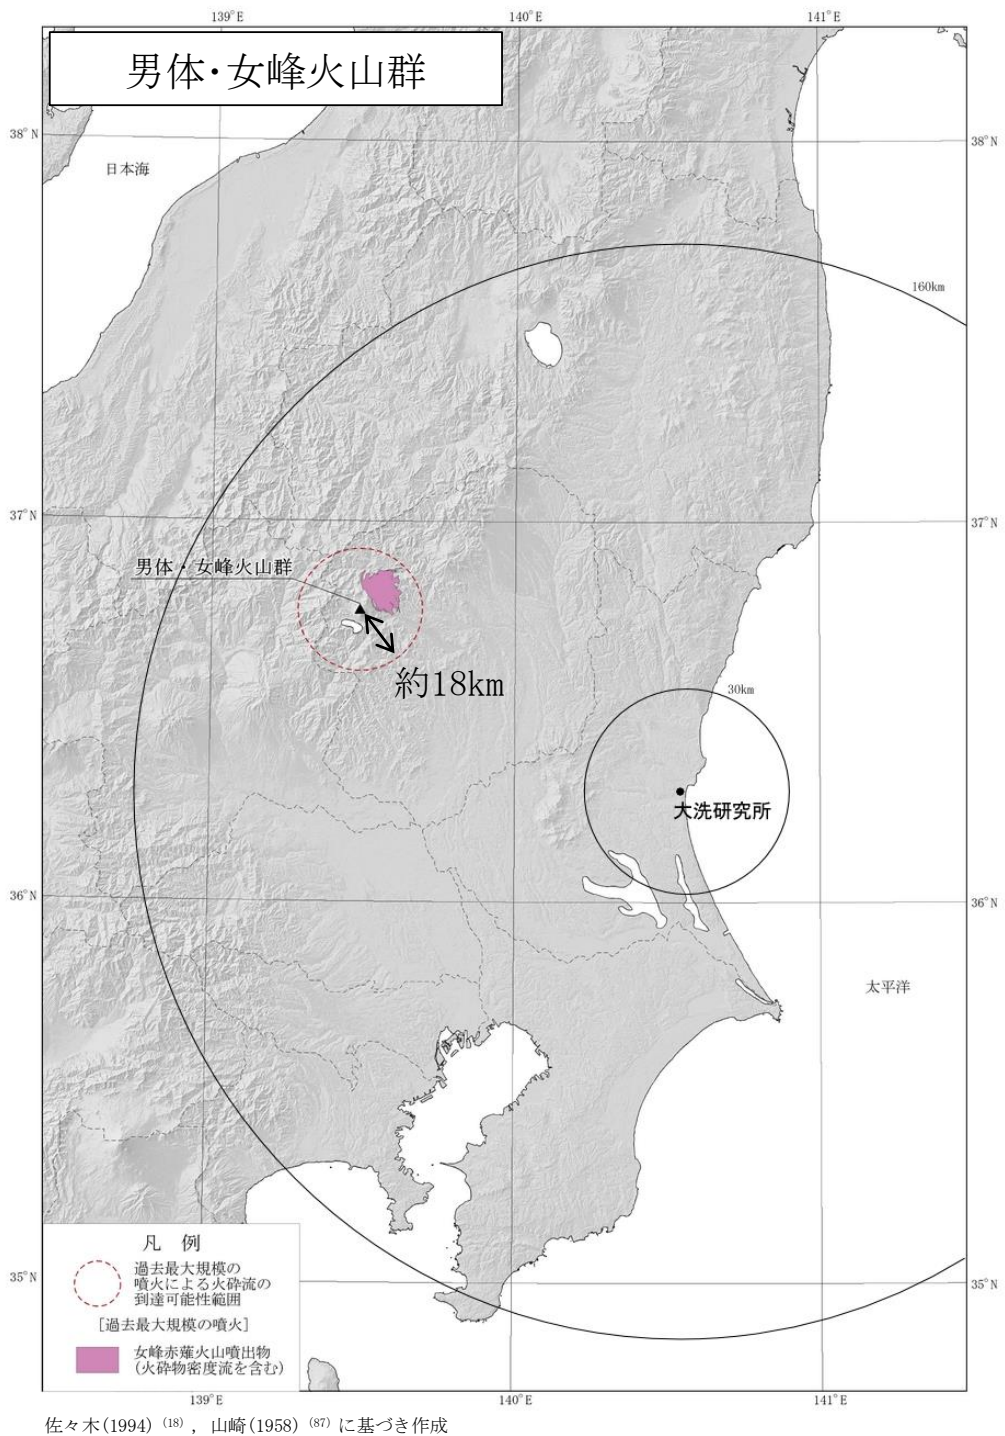 139°E
140°E
141°E
男体・女峰火山群
38°N
38°N
日本海
160km
37°N
37°N
男体・女峰火山群
約18km
30km
大洗研究所
36°N
36°N
太平洋
凡 例
過去最大規模の
噴火による火砕流の
到達可能性範囲
[過去最大規模の噴火]
女峰赤薙火山噴出物
(火砕物密度流を含む)
35°N
35°N
139°E
140°E
141°E
佐々木(1994) (18) , 山崎(1958) (87) に基づき作成